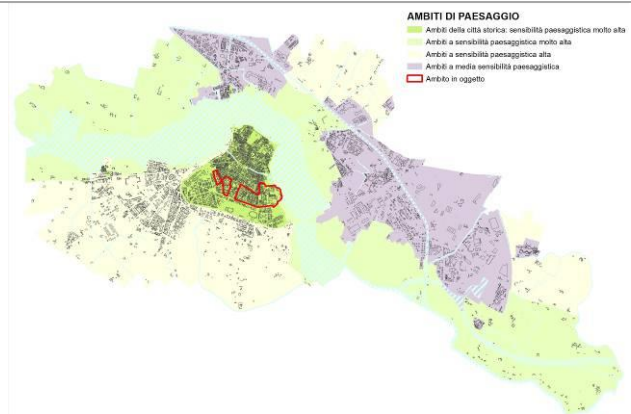 AMBITI DI PAESAGGIO
Ambiti della città storica: sensibilità paesaggistica molto alta
Ambiti a sensibilità paesaggistica molto alta
Ambiti a sensibilità paesaggistica alta
Ambiti a media sensibilità paesaggistica
Ambito in oggetto